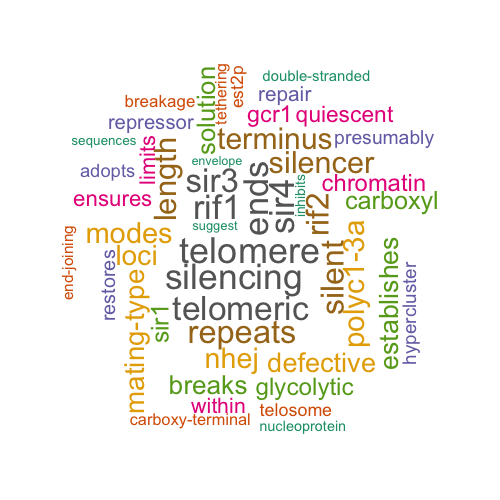 double-stranded
tethering
est2p
solution
breakage
repair
repressor
gcr1
quiescent
sequences
limits
terminus
presumably
envelope
silencer
adopts
length
sir3
ends
sir4
inhibits
chromatin
ensures
rif1
rif2
carboxyl
suggest
modes
telomere
silent
polyc1-3a
loci
end-joining
restores
silencing
establishes
hypercluster
mating-type
sir1
telomeric
repeats
nhej
defective
breaks
glycolytic
within
telosome
carboxy-terminal
nucleoprotein